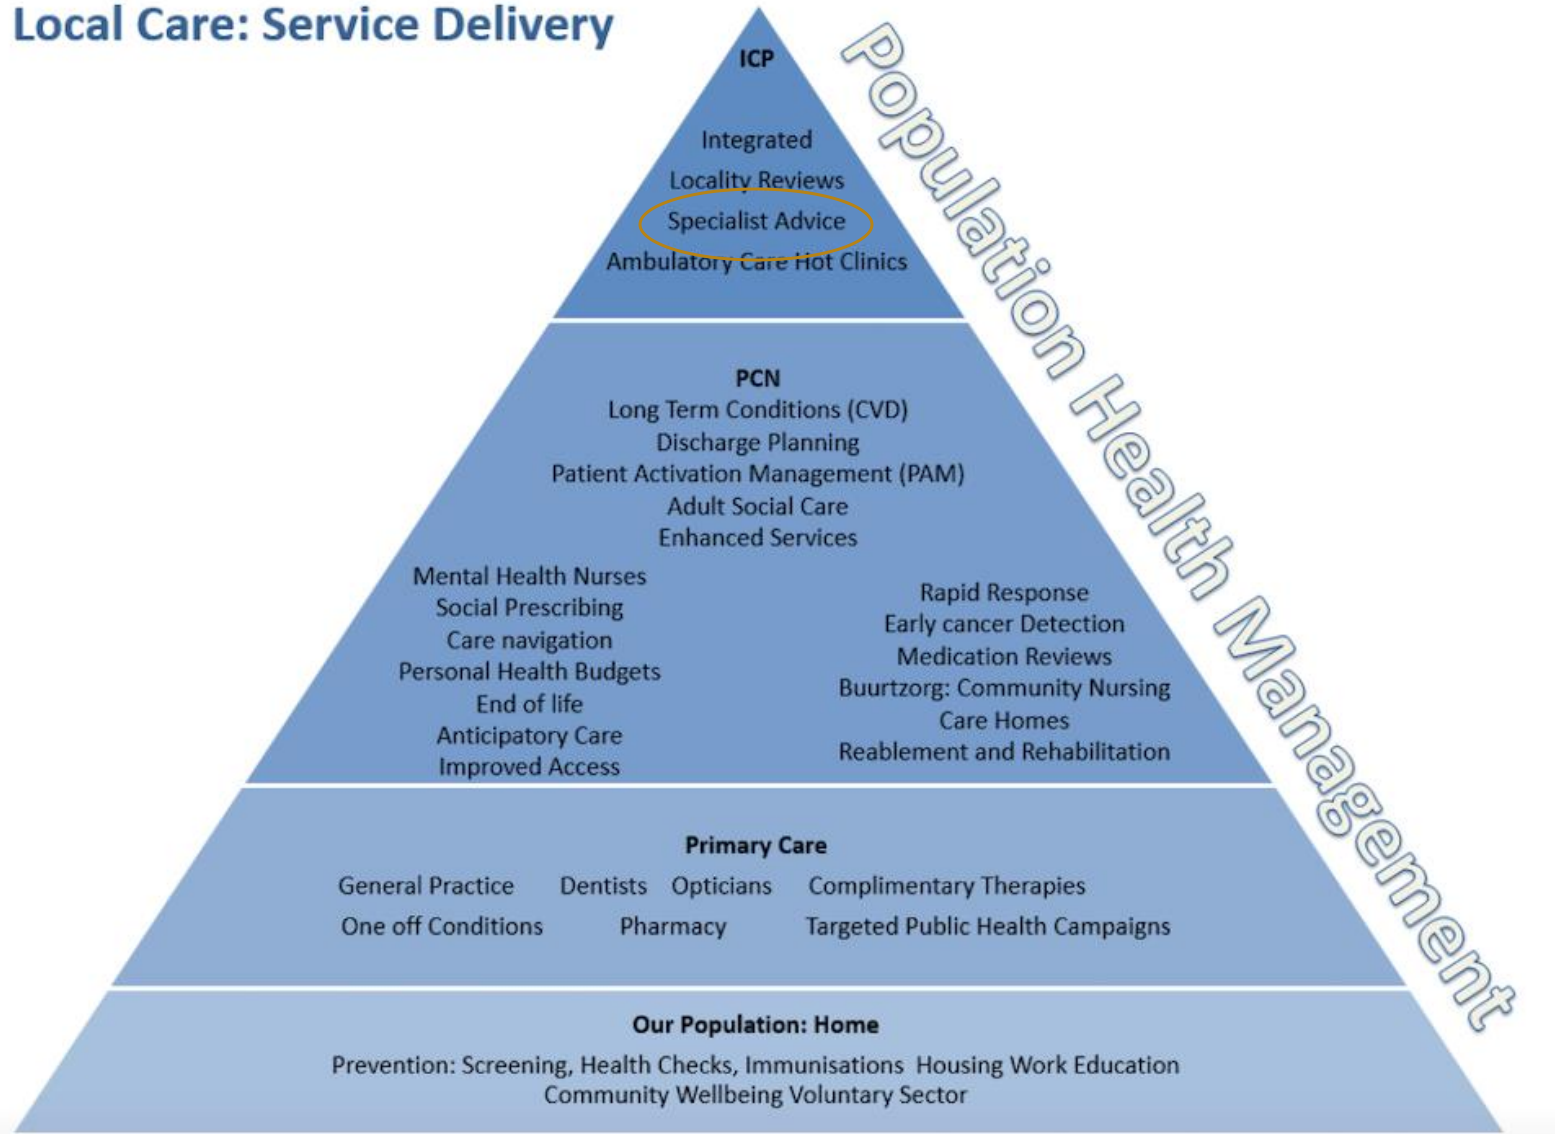 Local Care: Service Delivery
Population Health Management
ICP
Integrated
Locality Reviews
Specialist Advice
Ambulatory Care Hot Clinics
PCN
Long Term Conditions (CVD)
Discharge Planning
Patient Activation Management (PAM)
Adult Social Care
Enhanced Services
Mental Health Nurses
Social Prescribing
Care navigation
Personal Health Budgets
End of life
Anticipatory Care
Improved Access
Rapid Response
Early cancer Detection
Medication Reviews
Buurtzorg: Community Nursing
Care Homes
Reablement and Rehabilitation
Primary Care
General Practice Dentists Opticians Complimentary Therapies
One off Conditions Pharmacy Targeted Public Health Campaigns
Our Population: Home
Prevention: Screening, Health Checks, Immunisations Housing Work Education
Community Wellbeing Voluntary Sector